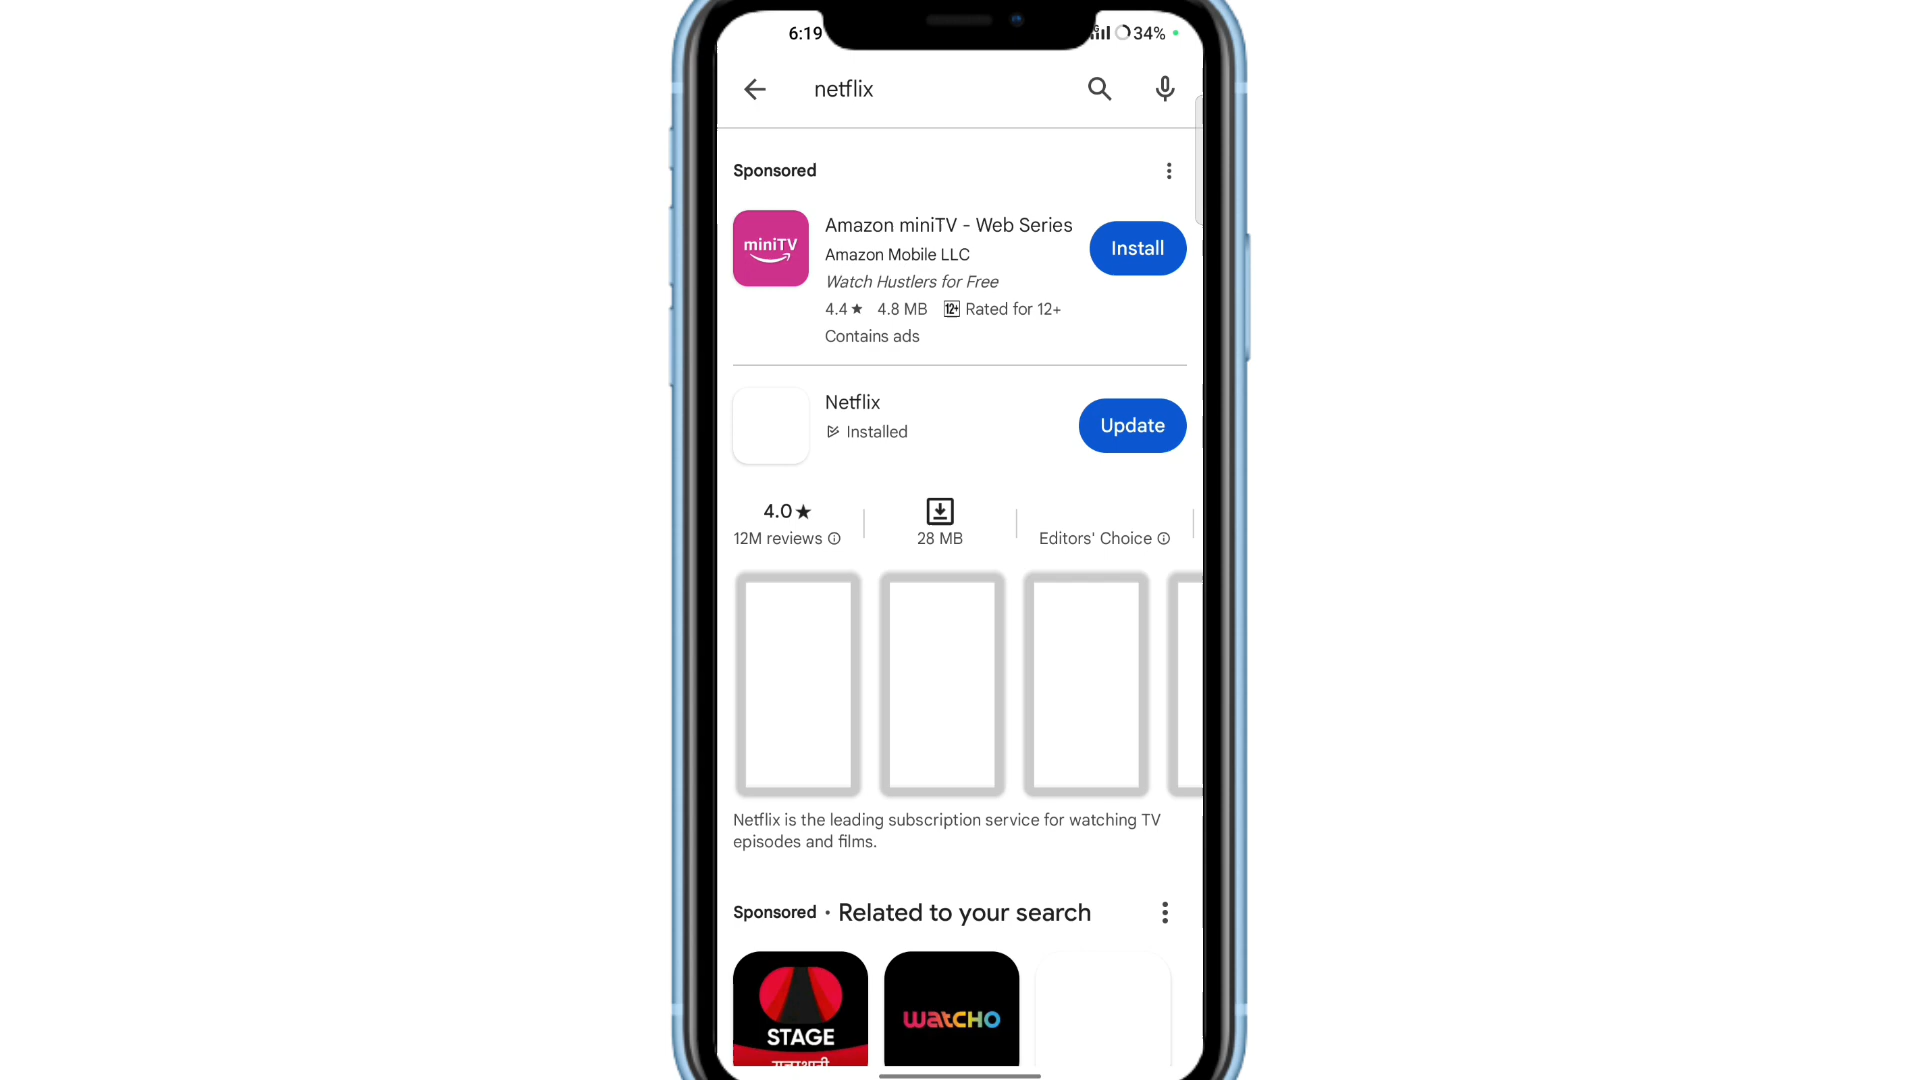 6:19
34%
netflix
Sponsored
miniTV
Amazon miniTV - Web Series
Amazon Mobile LLC
Watch Hustlers for Free
4.4★ 4.8 MB 12+ Rated for 12+
Contains ads
Install
Netflix
Installed
Update
4.0★
12M reviews
28 MB
Editors' Choice
Netflix is the leading subscription service for watching TV
episodes and films.
Sponsored • Related to your search
STAGE
WATCHO